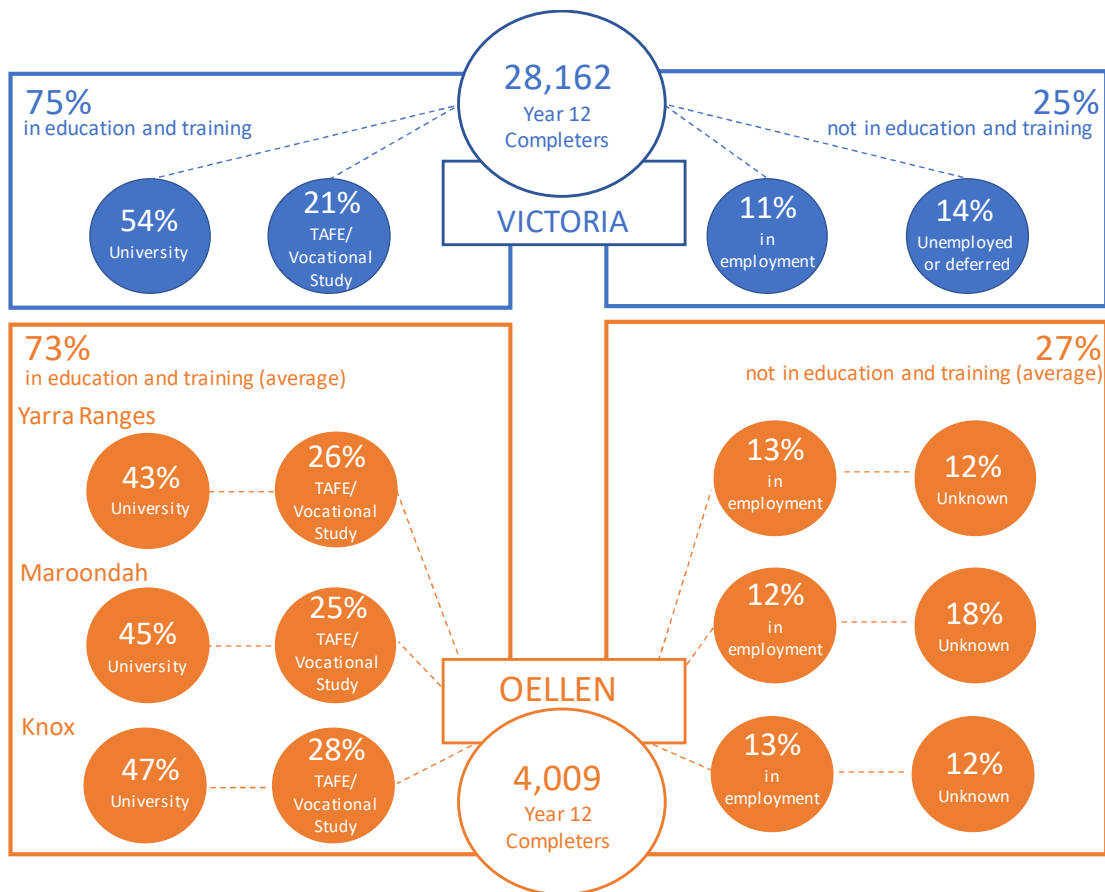 28,162
Year 12
Completers
VICTORIA
75%
in education and training
54%
University
21%
TAFE/
Vocational
Study
25%
not in education and training
11%
in
employment
14%
Unemployed
or deferred
73%
in education and training (average)
Yarra Ranges
43%
University
26%
TAFE/
Vocational
Study
Maroondah
45%
University
25%
TAFE/
Vocational
Study
Knox
47%
University
28%
TAFE/
Vocational
Study
27%
not in education and training (average)
13%
in
employment
12%
Unknown
12%
in
employment
18%
Unknown
13%
in
employment
12%
Unknown
OELLEN
4,009
Year 12
Completers